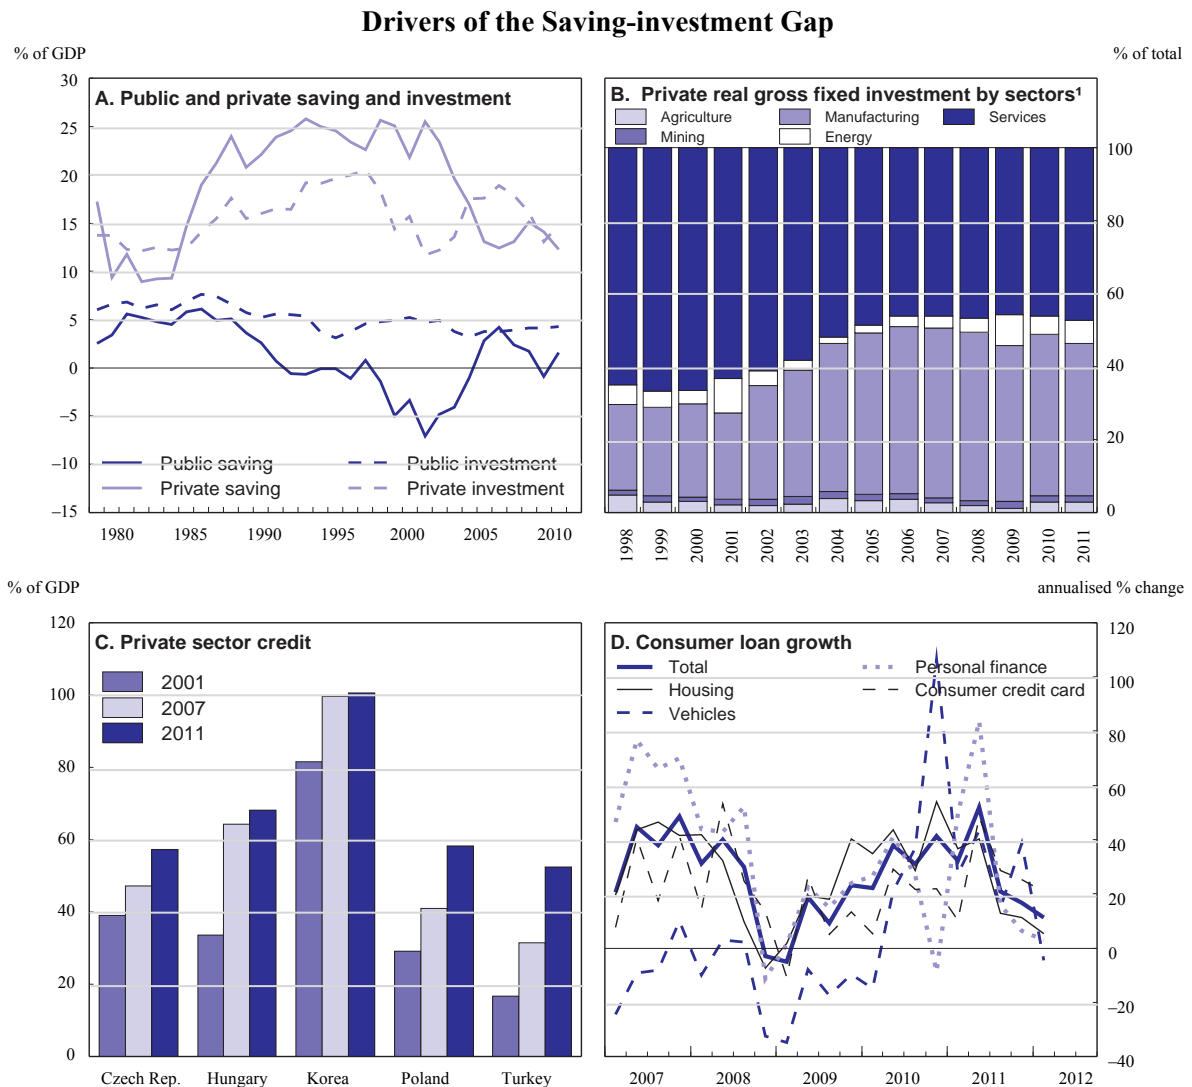 Drivers of the Saving-investment Gap
% of GDP
% of total
A. Public and private saving and investment
30
25
20
15
10
5
0
–5
–10
–15
Public saving
Public investment
Private saving
Private investment
1980 1985 1990 1995 2000 2005 2010
B. Private real gross fixed investment by sectors¹
Agriculture
Manufacturing
Services
Mining
Energy
100
80
60
40
20
0
1998 1999 2000 2001 2002 2003 2004 2005 2006 2007 2008 2009 2010 2011
% of GDP
annualised % change
C. Private sector credit
120
100
80
60
40
20
0
2001
2007
2011
Czech Rep. Hungary Korea Poland Turkey
D. Consumer loan growth
Total
Personal finance
Housing
Consumer credit card
Vehicles
120
100
80
60
40
20
0
–20
–40
2007 2008 2009 2010 2011 2012